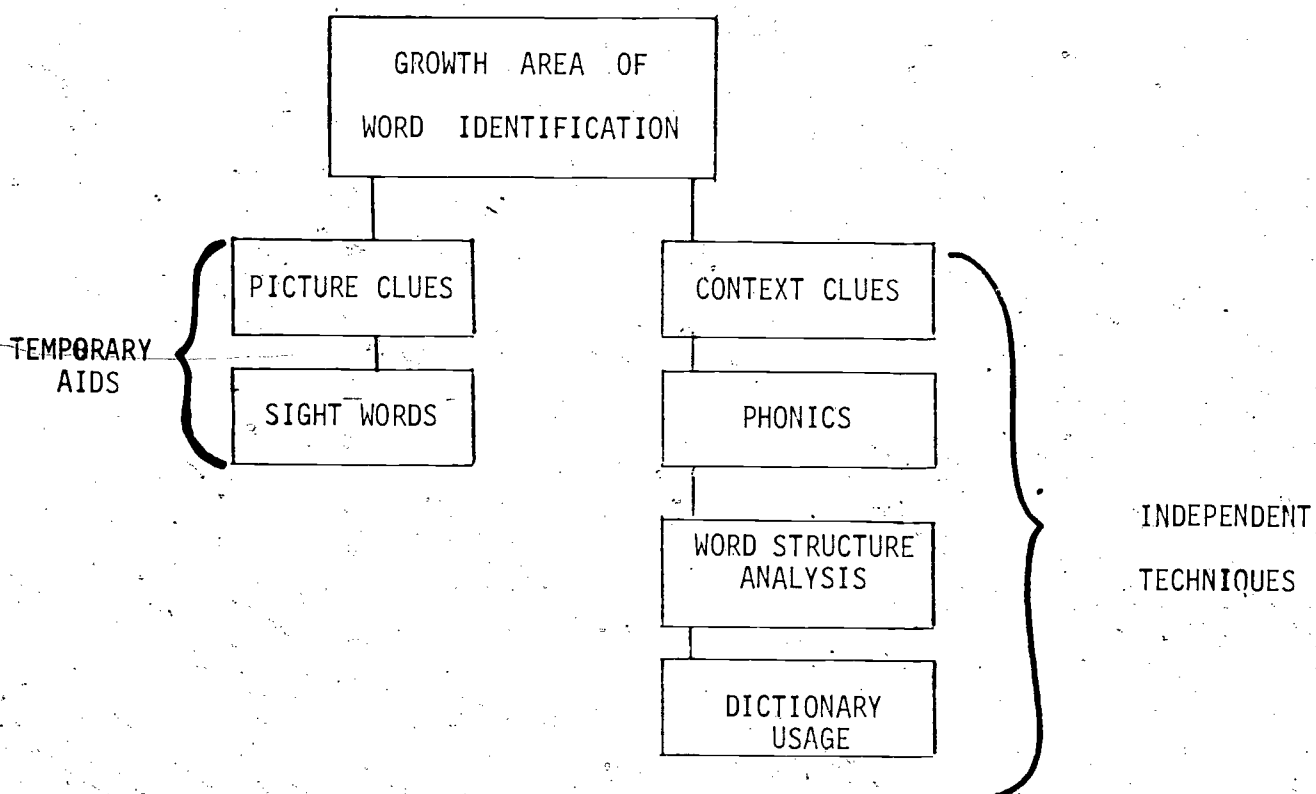 GROWTH AREA OF
WORD IDENTIFICATION
TEMPORARY
AIDS
PICTURE CLUES
SIGHT WORDS
CONTEXT CLUES
PHONICS
WORD STRUCTURE
ANALYSIS
DICTIONARY
USAGE
INDEPENDENT
TECHNIQUES